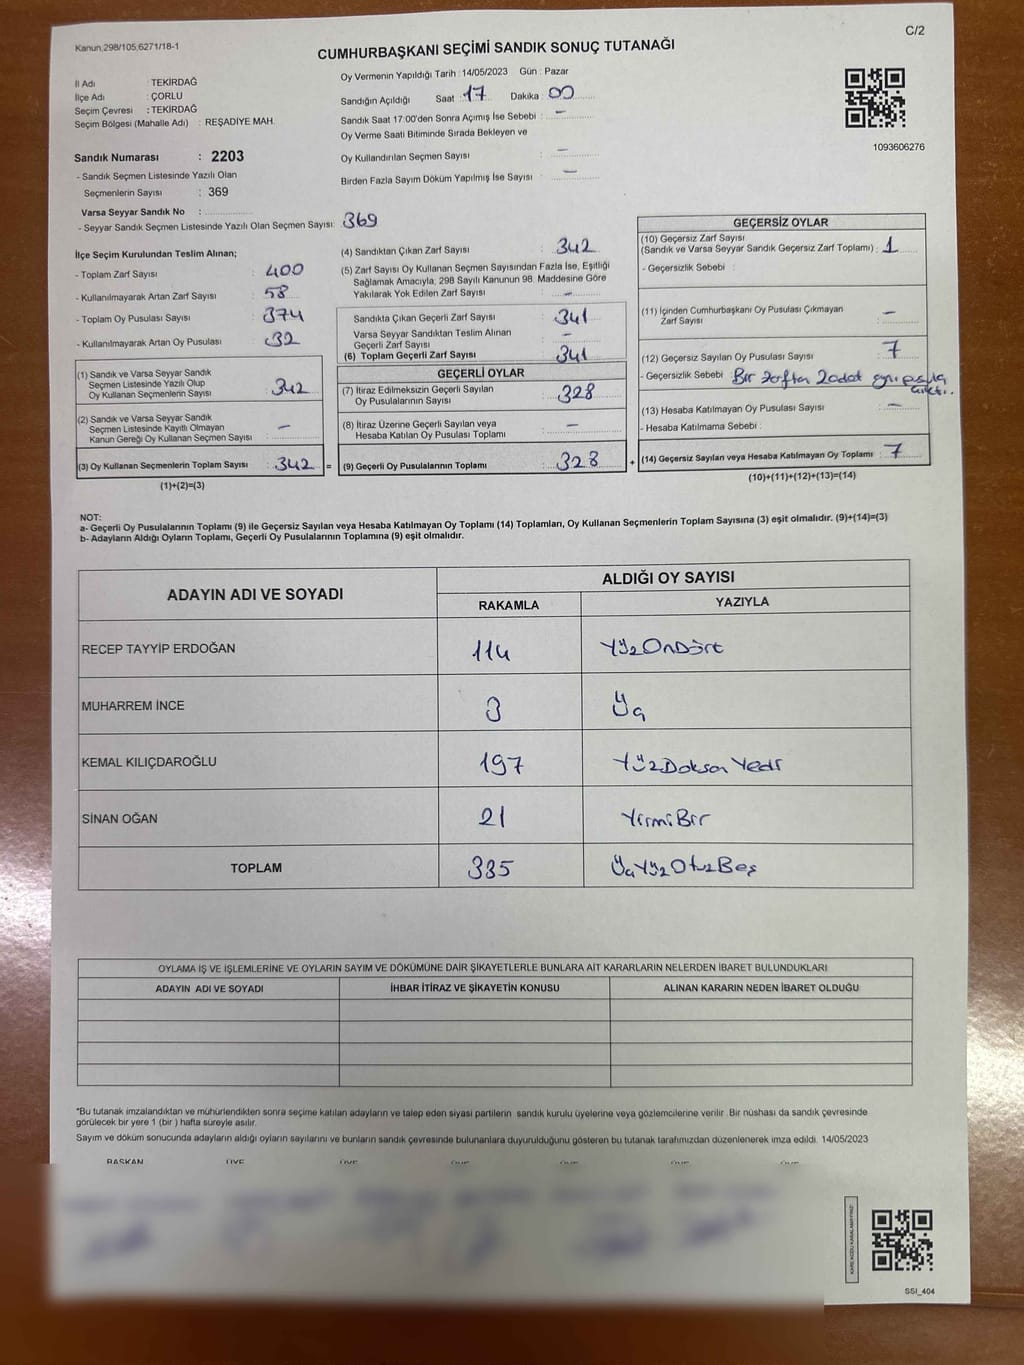 Kanun,298/105,6271/18-1
C/2
CUMHURBAŞKANI SEÇİMİ SANDIK SONUÇ TUTANAĞI
İl Adı : TEKİRDAĞ
İlçe Adı : ÇORLU
Seçim Çevresi : TEKİRDAĞ
Seçim Bölgesi (Mahalle Adı) : REŞADİYE MAH.
Oy Vermenin Yapıldığı Tarih : 14/05/2023 Gün : Pazar
Sandığın Açıldığı Saat : 17 Dakika : 00
Sandık Saat 17:00'den Sonra Açımış İse Sebebi : —
Oy Verme Saati Bitiminde Sırada Bekleyen ve
Oy Kullandırılan Seçmen Sayısı : —
Birden Fazla Sayım Döküm Yapılmış İse Sayısı : —
1093606276
Sandık Numarası : 2203
- Sandık Seçmen Listesinde Yazılı Olan
Seçmenlerin Sayısı : 369
Varsa Seyyar Sandık No :
- Seyyar Sandık Seçmen Listesinde Yazılı Olan Seçmen Sayısı: 369
İlçe Seçim Kurulundan Teslim Alınan;
- Toplam Zarf Sayısı : 400
- Kullanılmayarak Artan Zarf Sayısı : 58
- Toplam Oy Pusulası Sayısı : 374
- Kullanılmayarak Artan Oy Pusulası : 32
(1) Sandık ve Varsa Seyyar Sandık
Seçmen Listesinde Yazılı Olup
Oy Kullanan Seçmenlerin Sayısı : 342
(2) Sandık ve Varsa Seyyar Sandık
Seçmen Listesinde Kayıtlı Olmayan
Kanun Gereği Oy Kullanan Seçmen Sayısı : —
(3) Oy Kullanan Seçmenlerin Toplam Sayısı : 342 =
(1)+(2)=(3)
(4) Sandıktan Çıkan Zarf Sayısı : 342
(5) Zarf Sayısı Oy Kullanan Seçmen Sayısından Fazla İse, Eşitliği
Sağlamak Amacıyla, 298 Sayılı Kanunun 98. Maddesine Göre
Yakılarak Yok Edilen Zarf Sayısı : —
Sandıkta Çıkan Geçerli Zarf Sayısı : 341
Varsa Seyyar Sandıktan Teslim Alınan
Geçerli Zarf Sayısı : —
(6) Toplam Geçerli Zarf Sayısı : 341
GEÇERLİ OYLAR
(7) İtiraz Edilmeksizin Geçerli Sayılan
Oy Pusulalarının Sayısı : 328
(8) İtiraz Üzerine Geçerli Sayılan veya
Hesaba Katılan Oy Pusulası Toplamı : —
(9) Geçerli Oy Pusulalarının Toplamı : 328 +
GEÇERSİZ OYLAR
(10) Geçersiz Zarf Sayısı
(Sandık ve Varsa Seyyar Sandık Geçersiz Zarf Toplamı) : 1
- Geçersizlik Sebebi :
(11) İçinden Cumhurbaşkanı Oy Pusulası Çıkmayan
Zarf Sayısı : —
(12) Geçersiz Sayılan Oy Pusulası Sayısı : 7
- Geçersizlik Sebebi : Bir zarftan 2 adet oy pusula çıktı..
(13) Hesaba Katılmayan Oy Pusulası Sayısı : —
- Hesaba Katılmama Sebebi :
(14) Geçersiz Sayılan veya Hesaba Katılmayan Oy Toplamı : 7
(10)+(11)+(12)+(13)=(14)
NOT:
a- Geçerli Oy Pusulalarının Toplamı (9) ile Geçersiz Sayılan veya Hesaba Katılmayan Oy Toplamı (14) Toplamları, Oy Kullanan Seçmenlerin Toplam Sayısına (3) eşit olmalıdır. (9)+(14)=(3)
b- Adayların Aldığı Oyların Toplamı, Geçerli Oy Pusulalarının Toplamına (9) eşit olmalıdır.
ADAYIN ADI VE SOYADI
ALDIĞI OY SAYISI
RAKAMLA YAZIYLA
RECEP TAYYİP ERDOĞAN 114 YüzOnDört
MUHARREM İNCE 3 Üç
KEMAL KILIÇDAROĞLU 197 YüzDoksanYedi
SİNAN OĞAN 21 YirmiBir
TOPLAM 335 ÜçYüzOtuzBeş
OYLAMA İŞ VE İŞLEMLERİNE VE OYLARIN SAYIM VE DÖKÜMÜNE DAİR ŞİKAYETLERLE BUNLARA AİT KARARLARIN NELERDEN İBARET BULUNDUKLARI
ADAYIN ADI VE SOYADI İHBAR İTİRAZ VE ŞİKAYETİN KONUSU ALINAN KARARIN NEDEN İBARET OLDUĞU
*Bu tutanak imzalandıktan ve mühürlendikten sonra seçime katılan adayların ve talep eden siyasi partilerin sandık kurulu üyelerine veya gözlemcilerine verilir. Bir nüshası da sandık çevresinde
görülecek bir yere 1 (bir ) hafta süreyle asılır.
Sayım ve döküm sonucunda adayların aldığı oyların sayılarını ve bunların sandık çevresinde bulunanlara duyurulduğunu gösteren bu tutanak tarafımızdan düzenlenerek imza edildi. 14/05/2023
BAŞKAN ÜYE ÜYE ÜYE ÜYE ÜYE ÜYE
SSI_404